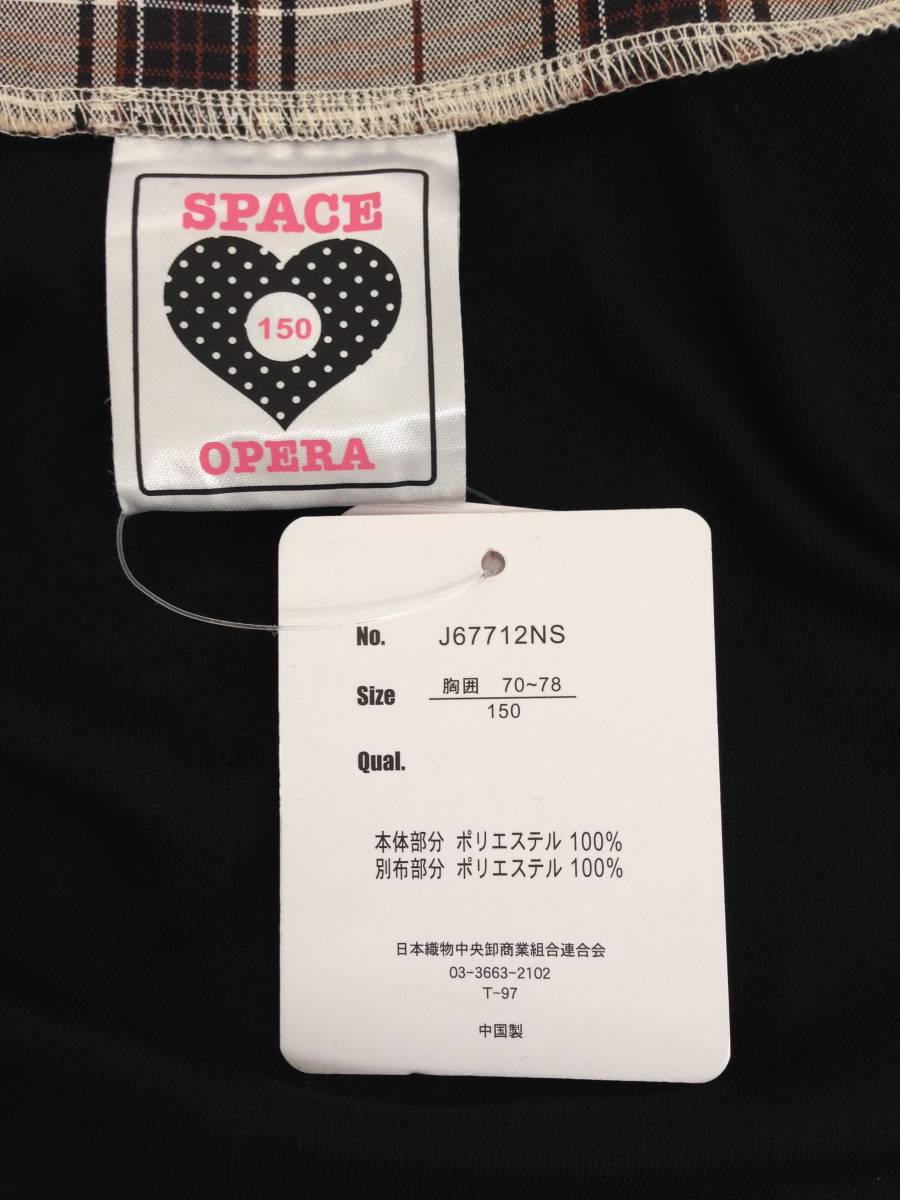 SPACE
150
OPERA
No. J67712NS
Size 胸囲 70~78
150
Qual.
本体部分 ポリエステル 100%
別布部分 ポリエステル 100%
日本織物中央卸商業組合連合会
03-3663-2102
T-97
中国製